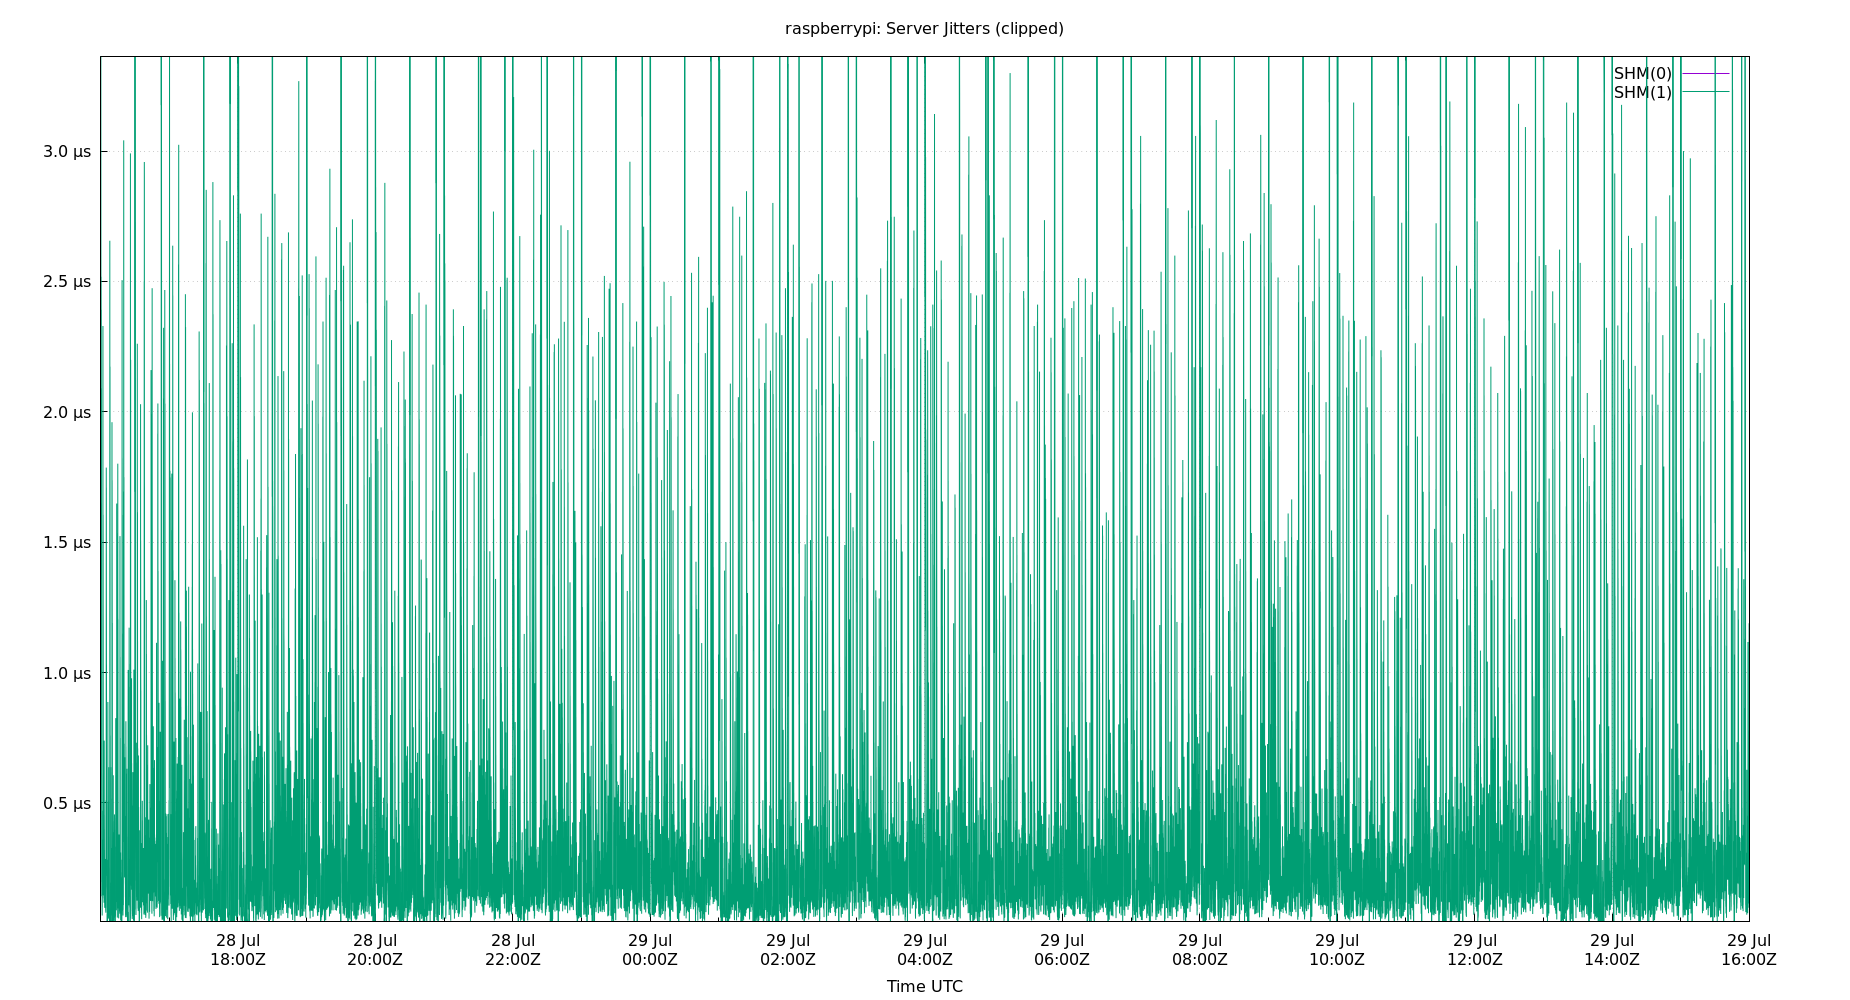 raspberrypi: Server Jitters (clipped)
SHM(0)
SHM(1)
3.0 µs
2.5 µs
2.0 µs
1.5 µs
1.0 µs
0.5 µs
28 Jul 28 Jul 28 Jul 29 Jul 29 Jul 29 Jul 29 Jul 29 Jul 29 Jul 29 Jul 29 Jul 29 Jul
18:00Z 20:00Z 22:00Z 00:00Z 02:00Z 04:00Z 06:00Z 08:00Z 10:00Z 12:00Z 14:00Z 16:00Z
Time UTC